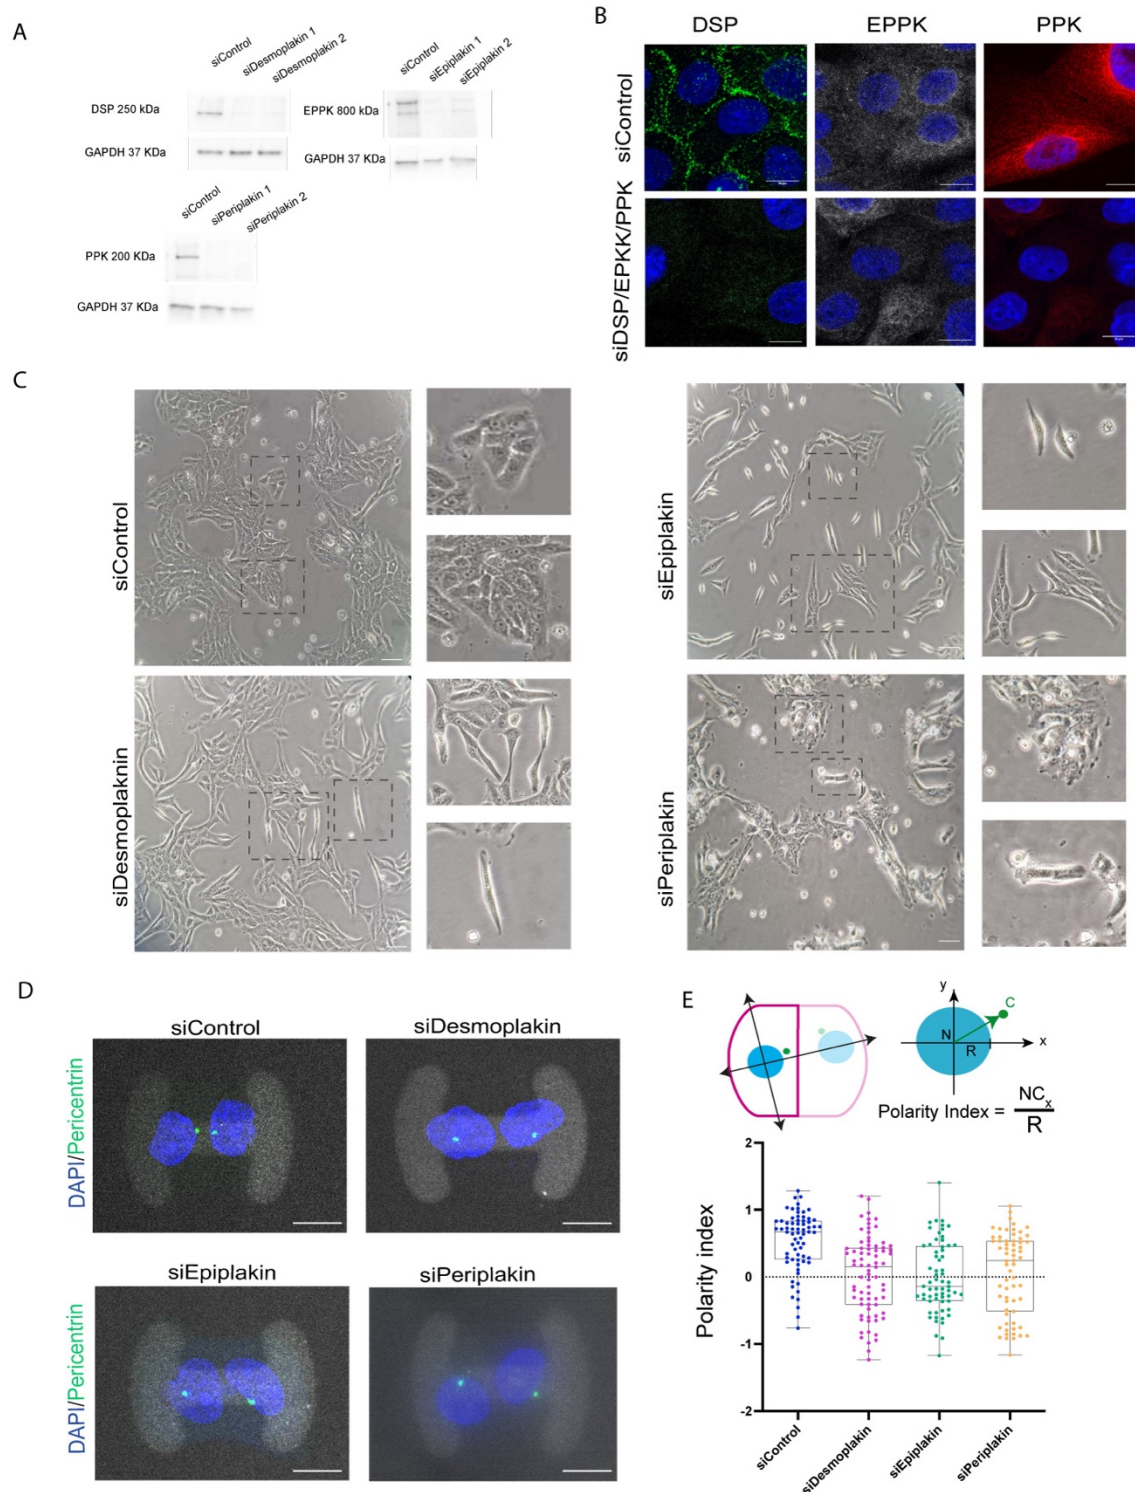 A
siControl
siDesmoplakin 1
siDesmoplakin 2
DSP 250 kDa
GAPDH 37 KDa
siControl
siEpiplakin 1
siEpiplakin 2
EPPK 800 kDa
GAPDH 37 KDa
siControl
siPeriplakin 1
siPeriplakin 2
PPK 200 KDa
GAPDH 37 KDa
B
DSP
EPPK
PPK
siControl
siDSP/EPKK/PPK
C
siControl
siDesmoplaknin
siEpiplakin
siPeriplakin
D
siControl
siDesmoplakin
DAPI/Pericentrin
siEpiplakin
siPeriplakin
DAPI/Pericentrin
E
y
C
N
R
x
Polarity Index = NCx
R
2
1
0
-1
-2
Polarity index
siControl
siDesmoplakin
siEpiplakin
siPeriplakin